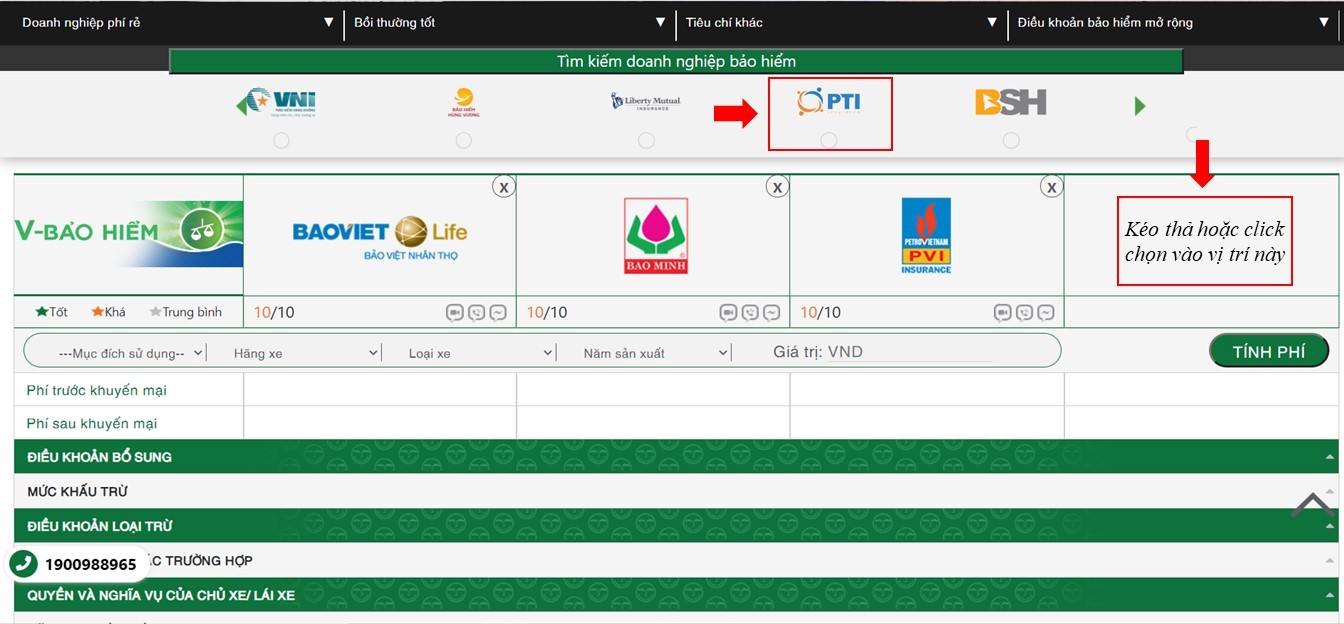 Doanh nghiệp phí rẻ
Bồi thường tốt
Tiêu chí khác
Điều khoản bảo hiểm mở rộng
Tìm kiếm doanh nghiệp bảo hiểm
VNI
BẢO HIỂM
HÙNG VƯƠNG
Liberty Mutual
INSURANCE
PTI
BSH
V-BẢO HIỂM
X
BAOVIET Life
BẢO VIỆT NHÂN THỌ
X
BAO MINH
X
PETROVIETNAM
PVI
INSURANCE
Kéo thả hoặc click
chọn vào vị trí này
Tốt Khá Trung bình
10/10
10/10
10/10
---Mục đích sử dụng--
Hãng xe
Loại xe
Năm sản xuất
Giá trị: VND
TÍNH PHÍ
Phí trước khuyến mại
Phí sau khuyến mại
ĐIỀU KHOẢN BỔ SUNG
MỨC KHẤU TRỪ
ĐIỀU KHOẢN LOẠI TRỪ
1900988965
ÁC TRƯỜNG HỢP
QUYỀN VÀ NGHĨA VỤ CỦA CHỦ XE/ LÁI XE